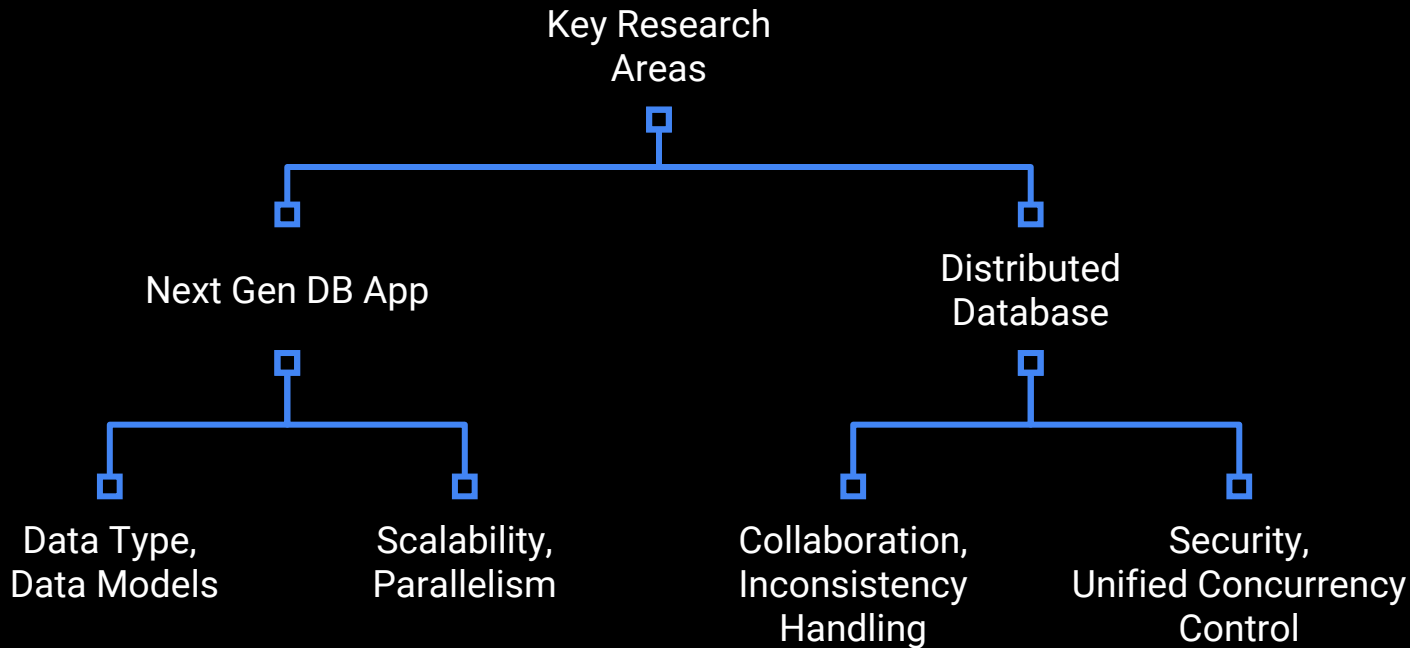 Key Research
Areas
Next Gen DB App
Distributed
Database
Data Type,
Data Models
Scalability,
Parallelism
Collaboration,
Inconsistency
Handling
Security,
Unified Concurrency
Control